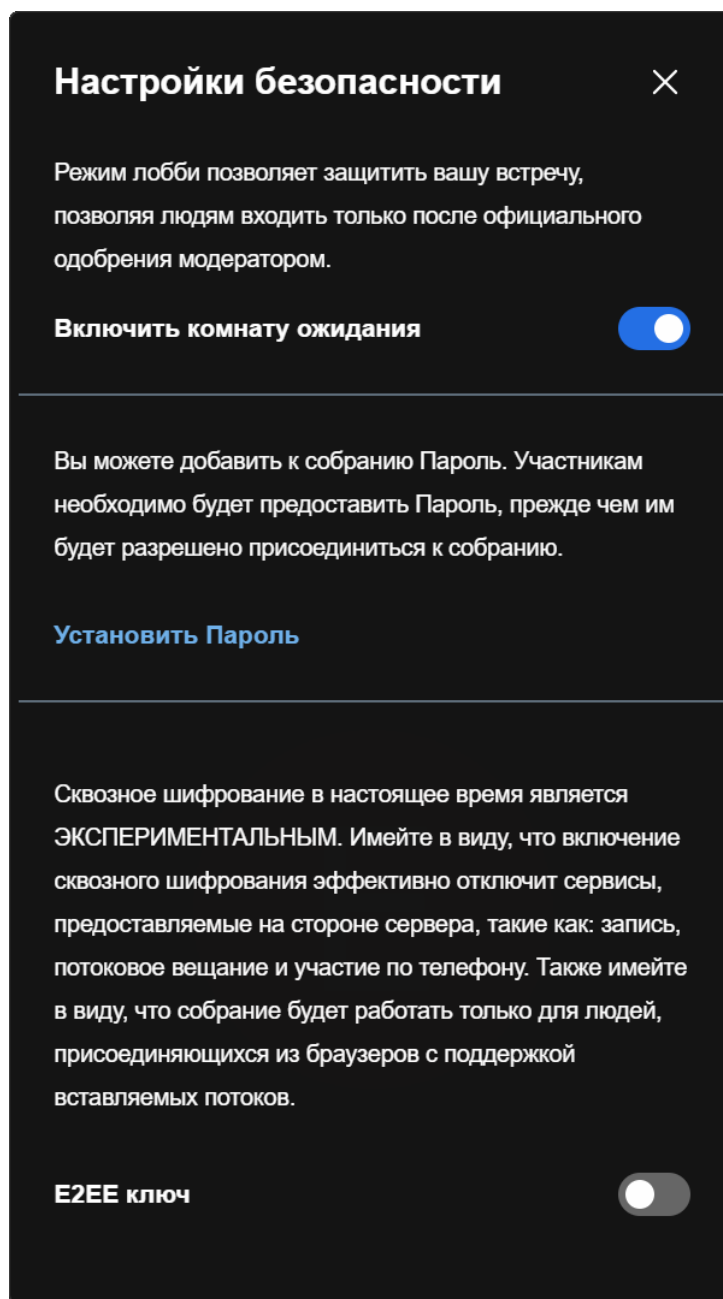 Настройки безопасности
Режим лобби позволяет защитить вашу встречу,
позволяя людям входить только после официального
одобрения модератором.
Включить комнату ожидания
Вы можете добавить к собранию Пароль. Участникам
необходимо будет предоставить Пароль, прежде чем им
будет разрешено присоединиться к собранию.
Установить Пароль
Сквозное шифрование в настоящее время является
ЭКСПЕРИМЕНТАЛЬНЫМ. Имейте в виду, что включение
сквозного шифрования эффективно отключит сервисы,
предоставляемые на стороне сервера, такие как: запись,
потоковое вещание и участие по телефону. Также имейте
в виду, что собрание будет работать только для людей,
присоединяющихся из браузеров с поддержкой
вставляемых потоков.
E2EE ключ